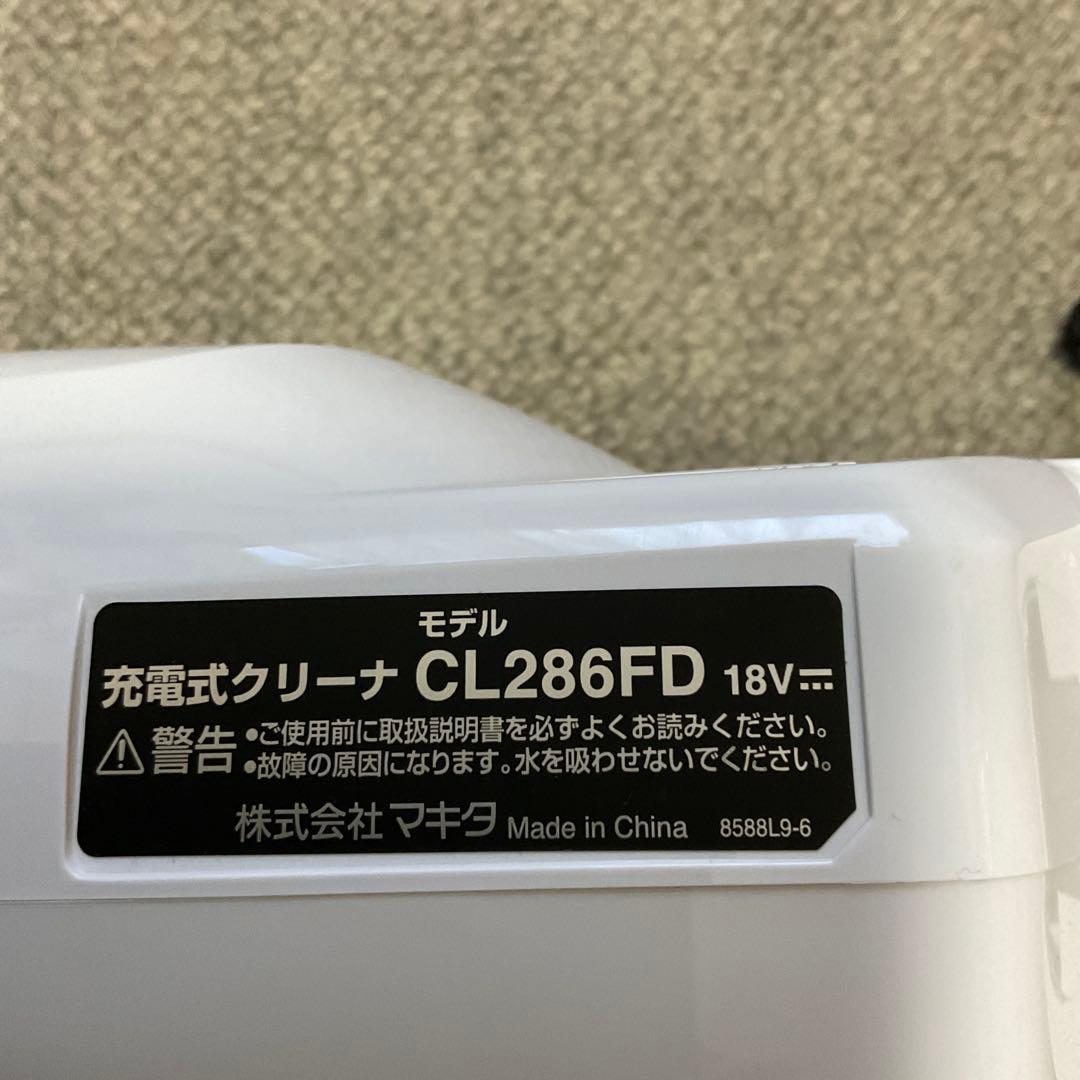 モデル
充電式クリーナ CL286FD 18V⎓
⚠警告 •ご使用前に取扱説明書を必ずよくお読みください。
•故障の原因になります。水を吸わせないでください。
株式会社 マキタ Made in China 8588L9-6